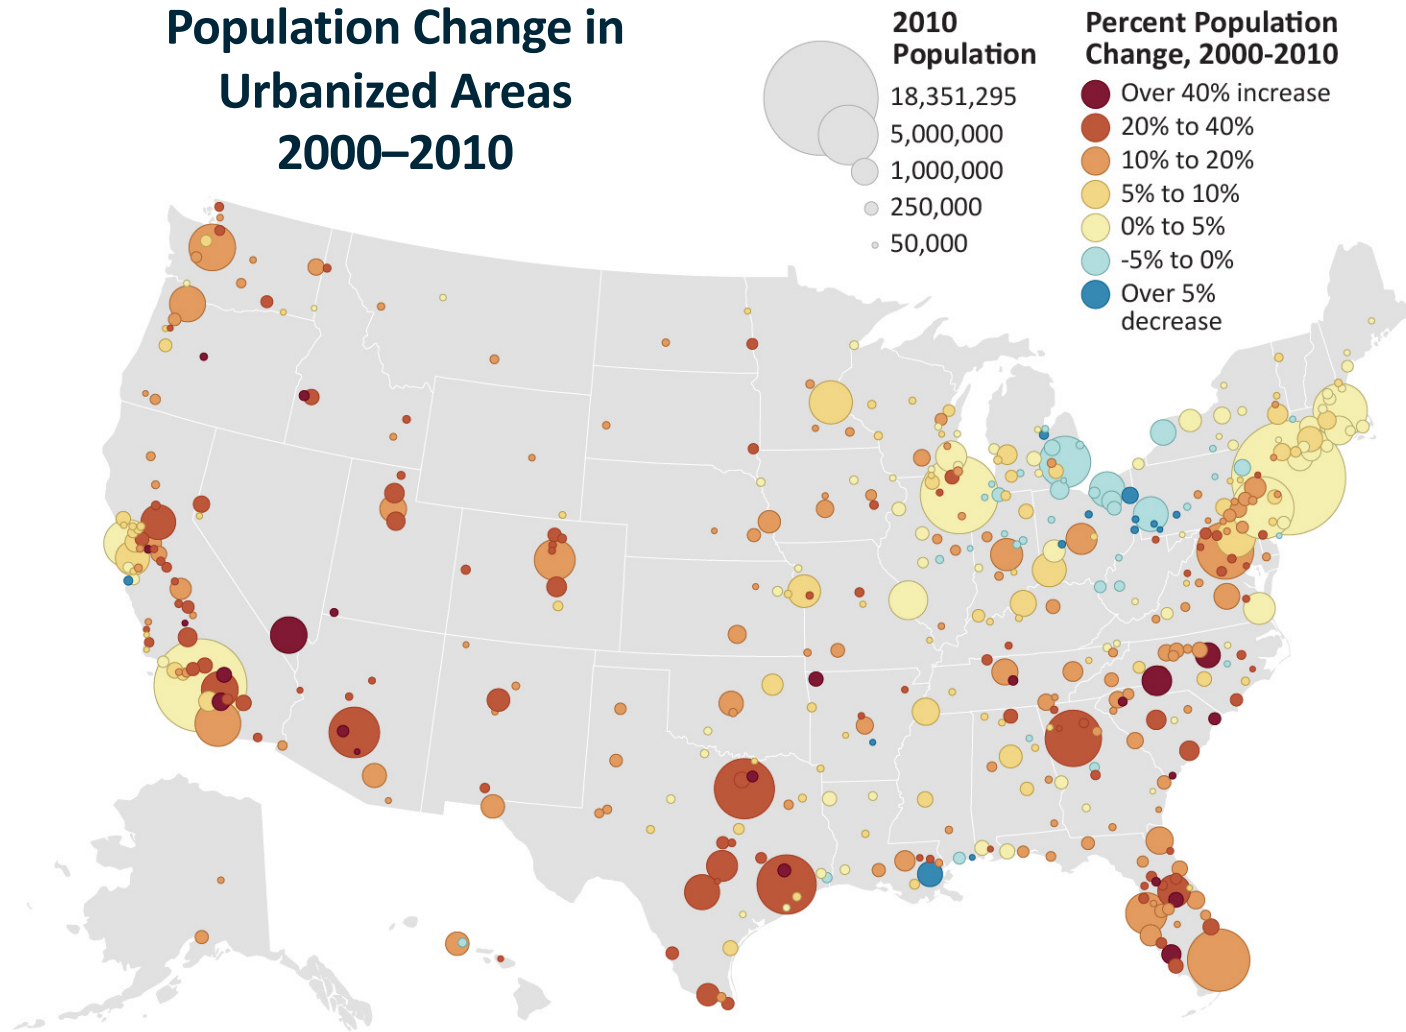 Population Change in
Urbanized Areas
2000–2010
2010
Population
18,351,295
5,000,000
1,000,000
250,000
50,000
Percent Population
Change, 2000-2010
Over 40% increase
20% to 40%
10% to 20%
5% to 10%
0% to 5%
-5% to 0%
Over 5%
decrease